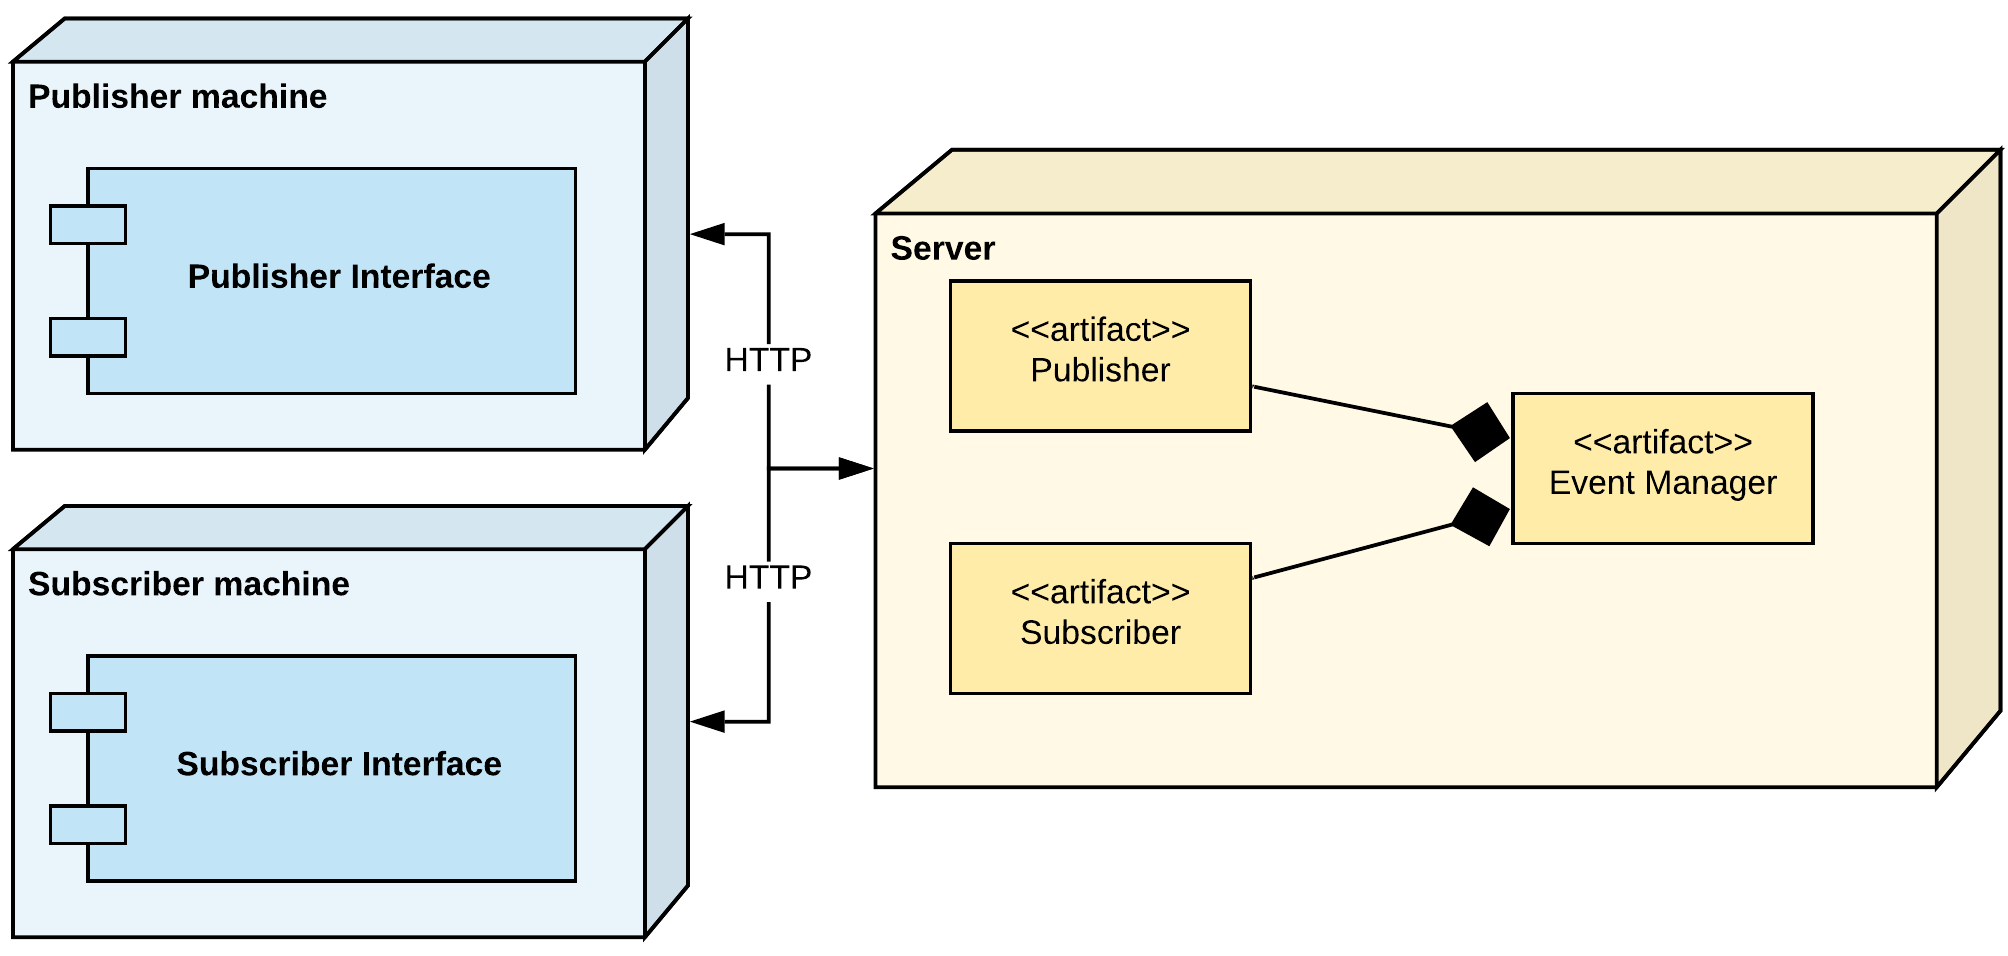 Publisher machine
Publisher Interface
HTTP
HTTP
Subscriber machine
Subscriber Interface
Server
<<artifact>>
Publisher
<<artifact>>
Event Manager
<<artifact>>
Subscriber